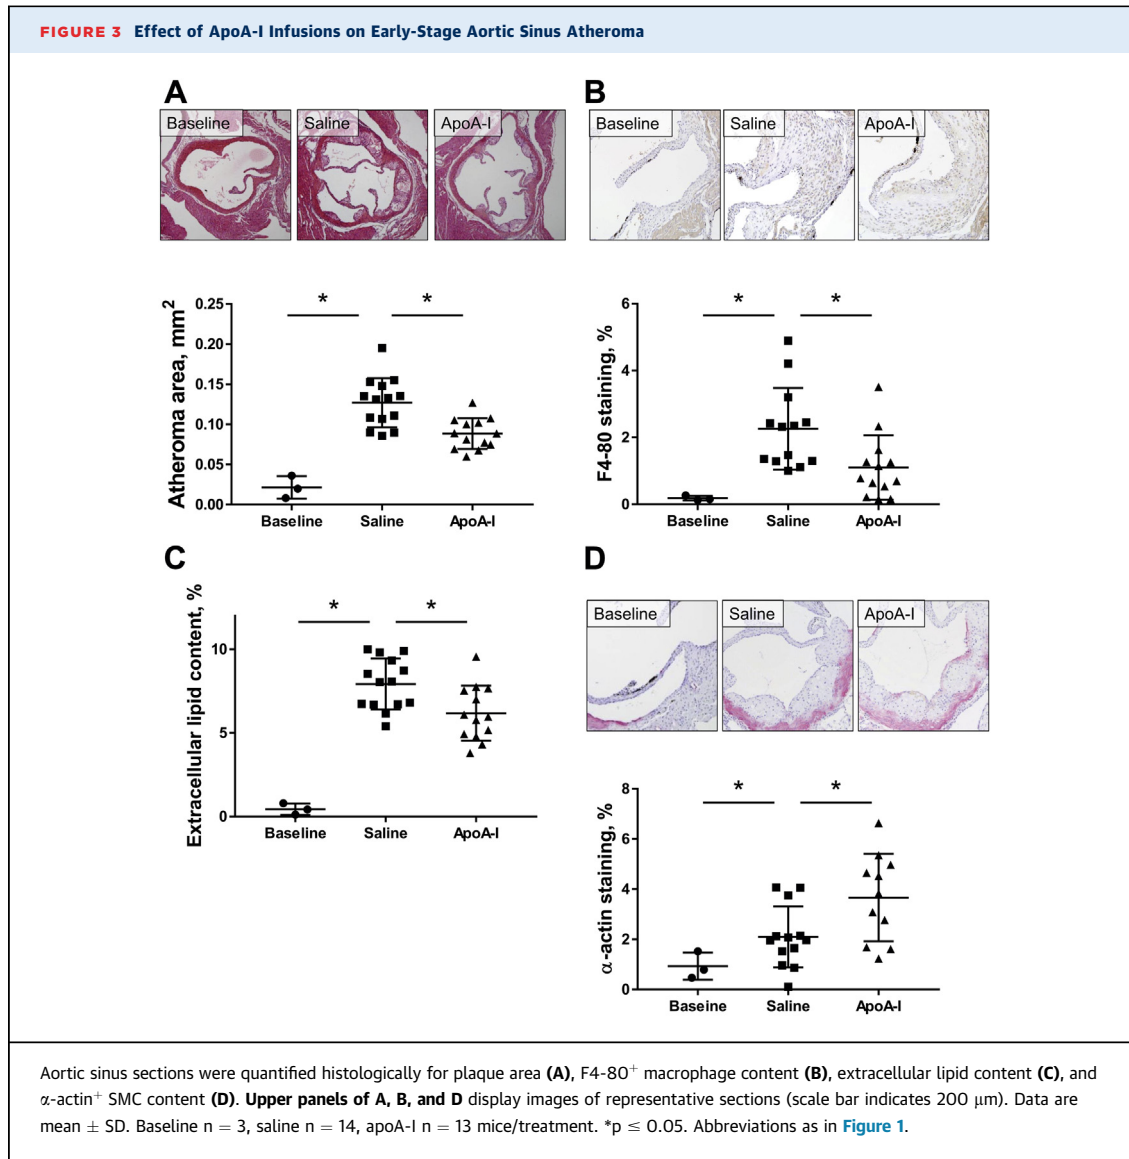 FIGURE 3 Effect of ApoA-I Infusions on Early-Stage Aortic Sinus Atheroma
A
Baseline
Saline
ApoA-I
Atheroma area, mm²
0.25
0.20
0.15
0.10
0.05
0.00
*
*
Baseline
Saline
ApoA-I
B
Baseline
Saline
ApoA-I
F4-80 staining, %
6
4
2
0
*
*
Baseline
Saline
ApoA-I
C
Extracellular lipid content, %
10
5
0
*
*
Baseline
Saline
ApoA-I
D
Baseline
Saline
ApoA-I
α-actin staining, %
8
6
4
2
0
*
*
Baseine
Saline
ApoA-I
Aortic sinus sections were quantified histologically for plaque area (A), F4-80⁺ macrophage content (B), extracellular lipid content (C), and
α-actin⁺ SMC content (D). Upper panels of A, B, and D display images of representative sections (scale bar indicates 200 μm). Data are
mean ± SD. Baseline n = 3, saline n = 14, apoA-I n = 13 mice/treatment. *p ≤ 0.05. Abbreviations as in Figure 1.